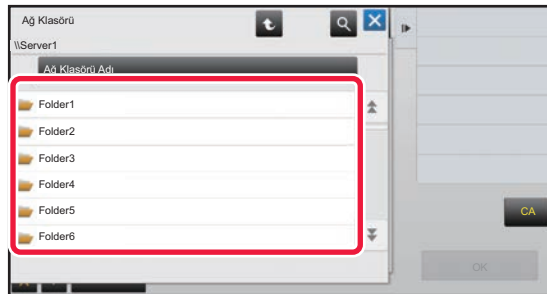 Ağ Klasörü
\\Server1
Ağ Klasörü Adı
Folder1
Folder2
Folder3
Folder4
Folder5
Folder6
CA
OK